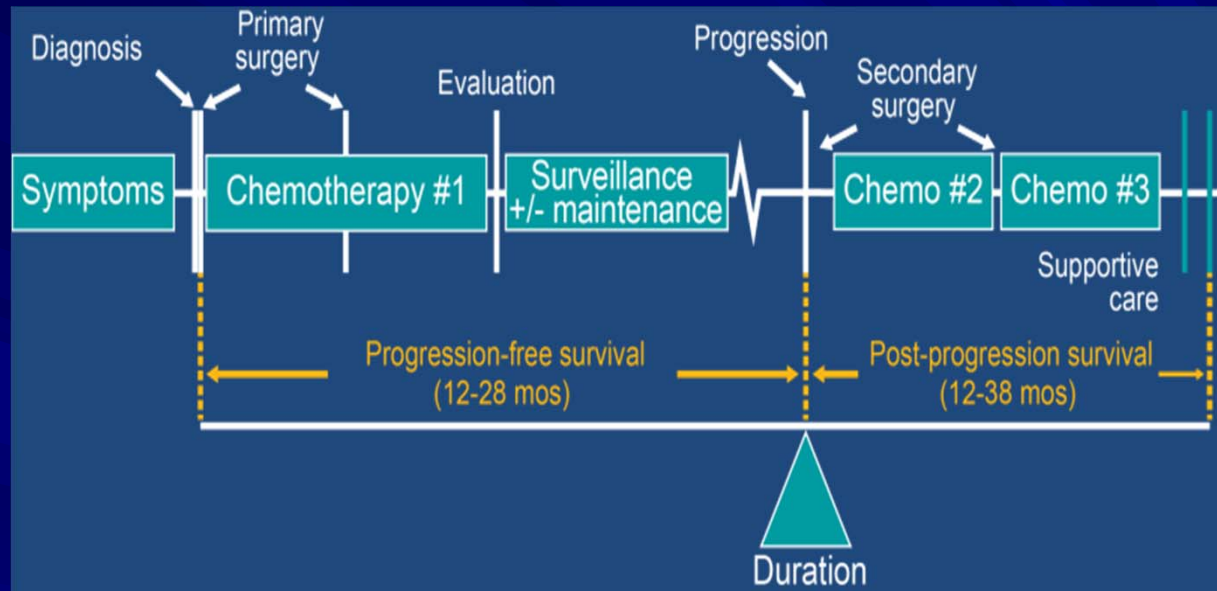 Diagnosis
Primary
surgery
Evaluation
Progression
Secondary
surgery
Symptoms
Chemotherapy #1
Surveillance
+/- maintenance
Chemo #2
Chemo #3
Supportive
care
Progression-free survival
(12-28 mos)
Post-progression survival
(12-38 mos)
Duration